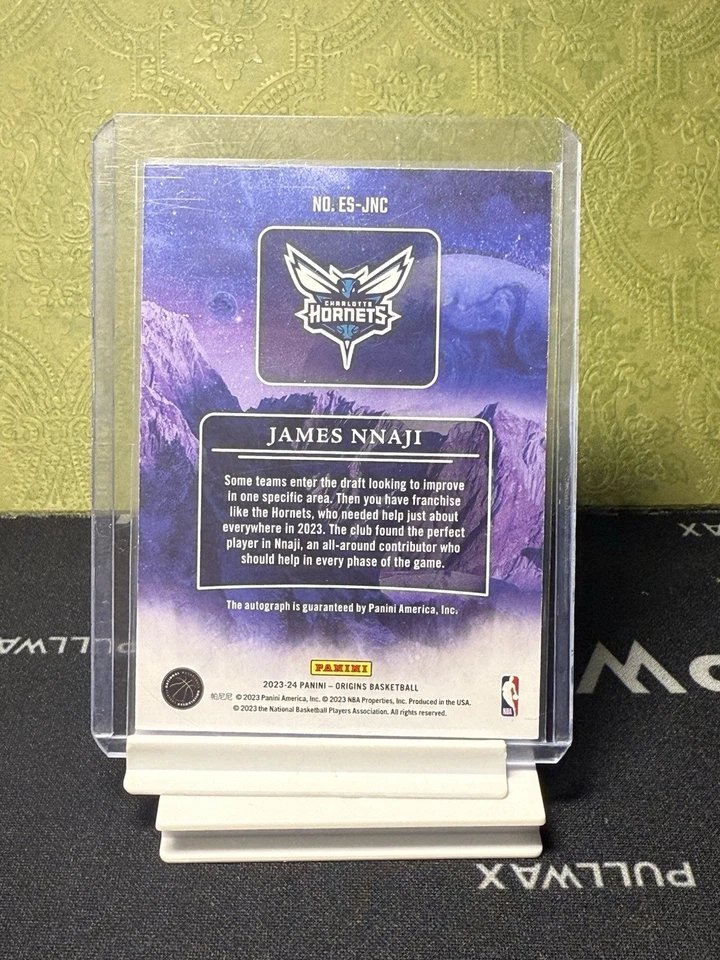 NO. ES-JNC
CHARLOTTE
HORNETS
JAMES NNAJI
Some teams enter the draft looking to improve
in one specific area. Then you have franchise
like the Hornets, who needed help just about
everywhere in 2023. The club found the perfect
player in Nnaji, an all-around contributor who
should help in every phase of the game.
The autograph is guaranteed by Panini America, Inc.
PANINI
2023-24 PANINI – ORIGINS BASKETBALL
帕尼尼 © 2023 Panini America, Inc. © 2023 NBA Properties, Inc. Produced in the USA.
© 2023 the National Basketball Players Association. All rights reserved.
NBA
PULLWAX
PULLWAX